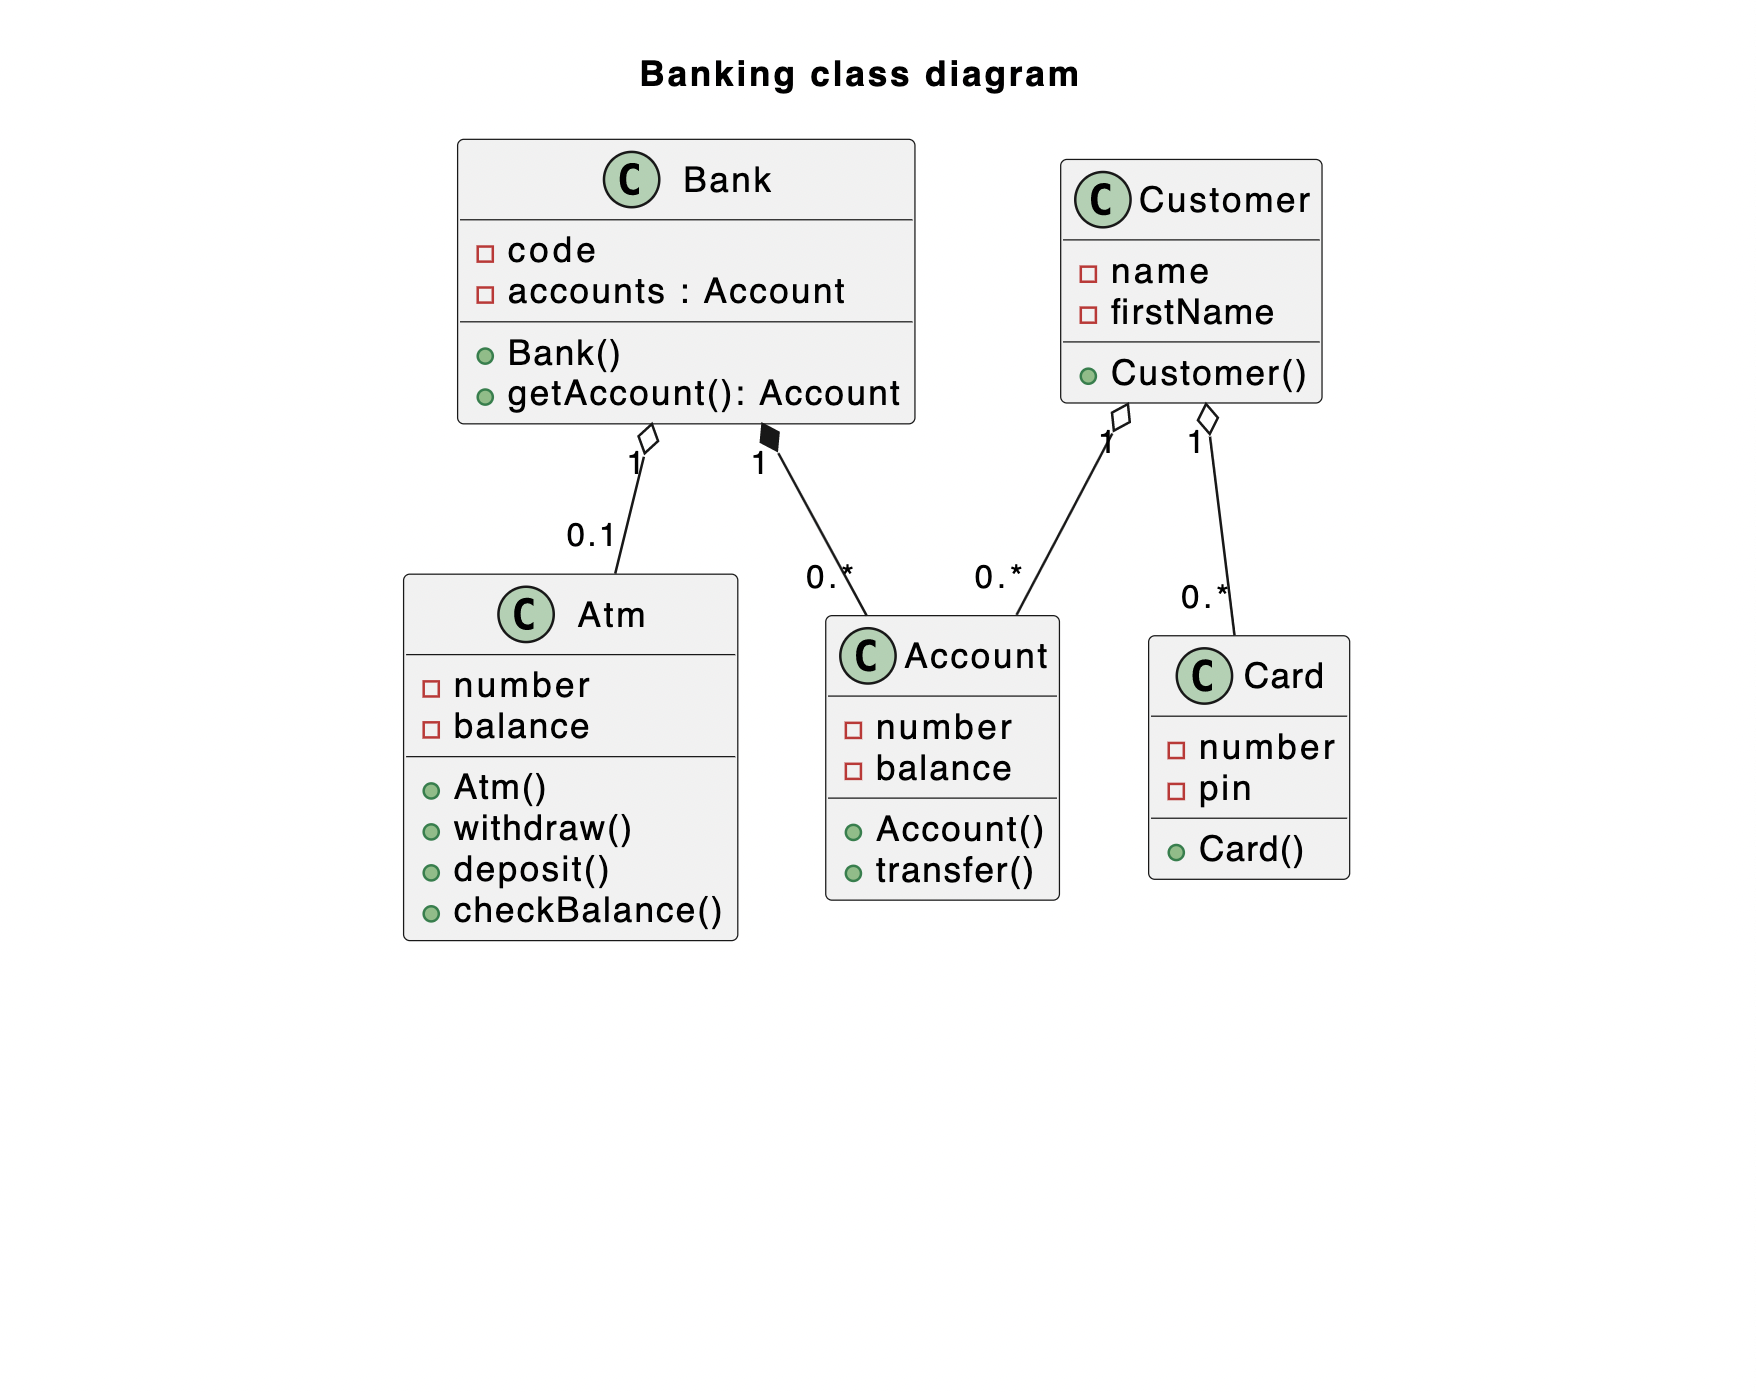 Banking class diagram
C Bank
code
accounts : Account
Bank()
getAccount(): Account
C Customer
name
firstName
Customer()
1
1
1
1
0.1
0.*
0.*
0.*
C Atm
number
balance
Atm()
withdraw()
deposit()
checkBalance()
C Account
number
balance
Account()
transfer()
C Card
number
pin
Card()